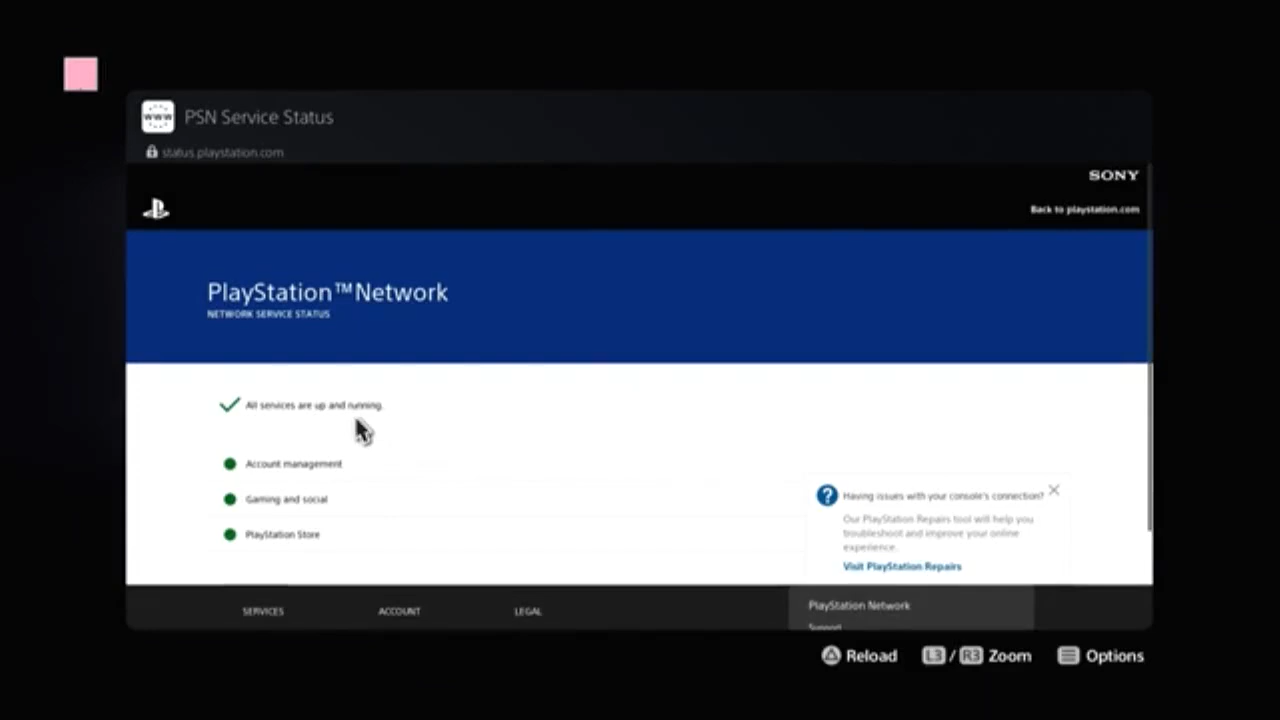 www
PSN Service Status
status.playstation.com
SONY
Back to playstation.com
PlayStation™Network
NETWORK SERVICE STATUS
All services are up and running.
Account management
Gaming and social
PlayStation Store
? Having issues with your console's connection?
Our PlayStation Repairs tool will help you
troubleshoot and improve your online
experience.
Visit PlayStation Repairs
SERVICES ACCOUNT LEGAL
PlayStation Network
Support
Reload L3 / R3 Zoom Options